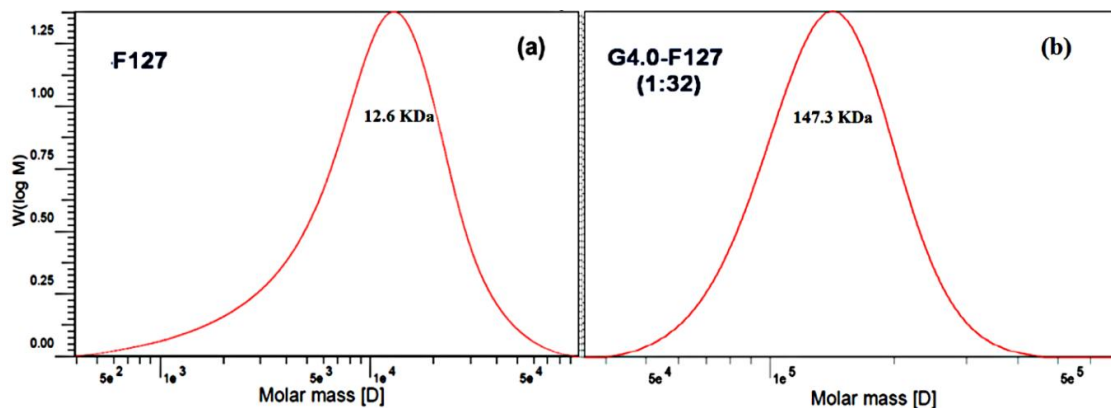 .F127
(a)
12.6 KDa
W(log M)
1.25
1.00
0.75
0.50
0.25
0.00
5e2 1e3 5e3 1e4 5e4
Molar mass [D]
G4.0-F127
(1:32)
(b)
147.3 KDa
5e4 1e5 5e5
Molar mass [D]